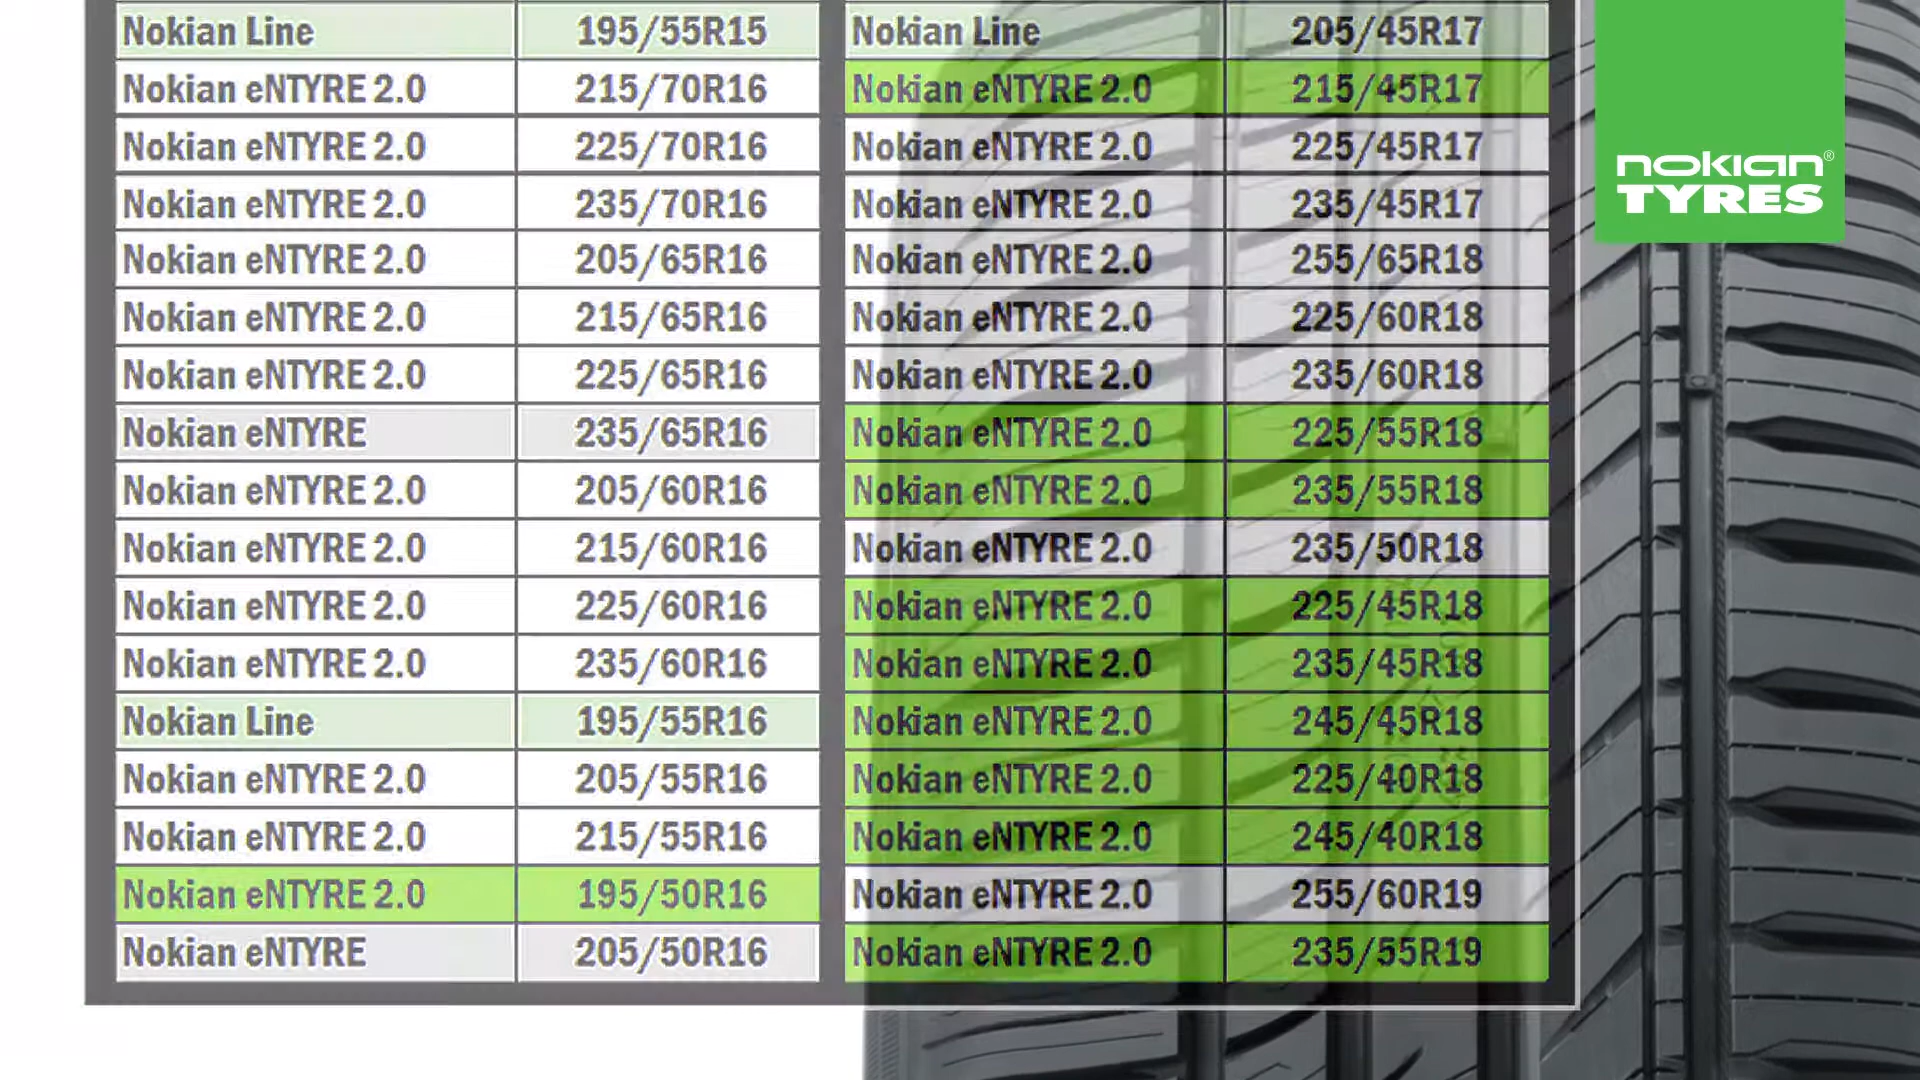 Nokian Line 195/55R15 Nokian Line 205/45R17
Nokian eNTYRE 2.0 215/70R16 Nokian eNTYRE 2.0 215/45R17
Nokian eNTYRE 2.0 225/70R16 Nokian eNTYRE 2.0 225/45R17
Nokian eNTYRE 2.0 235/70R16 Nokian eNTYRE 2.0 235/45R17
Nokian eNTYRE 2.0 205/65R16 Nokian eNTYRE 2.0 255/65R18
Nokian eNTYRE 2.0 215/65R16 Nokian eNTYRE 2.0 225/60R18
Nokian eNTYRE 2.0 225/65R16 Nokian eNTYRE 2.0 235/60R18
Nokian eNTYRE 235/65R16 Nokian eNTYRE 2.0 225/55R18
Nokian eNTYRE 2.0 205/60R16 Nokian eNTYRE 2.0 235/55R18
Nokian eNTYRE 2.0 215/60R16 Nokian eNTYRE 2.0 235/50R18
Nokian eNTYRE 2.0 225/60R16 Nokian eNTYRE 2.0 225/45R18
Nokian eNTYRE 2.0 235/60R16 Nokian eNTYRE 2.0 235/45R18
Nokian Line 195/55R16 Nokian eNTYRE 2.0 245/45R18
Nokian eNTYRE 2.0 205/55R16 Nokian eNTYRE 2.0 225/40R18
Nokian eNTYRE 2.0 215/55R16 Nokian eNTYRE 2.0 245/40R18
Nokian eNTYRE 2.0 195/50R16 Nokian eNTYRE 2.0 255/60R19
Nokian eNTYRE 205/50R16 Nokian eNTYRE 2.0 235/55R19
nokian®
TYRES